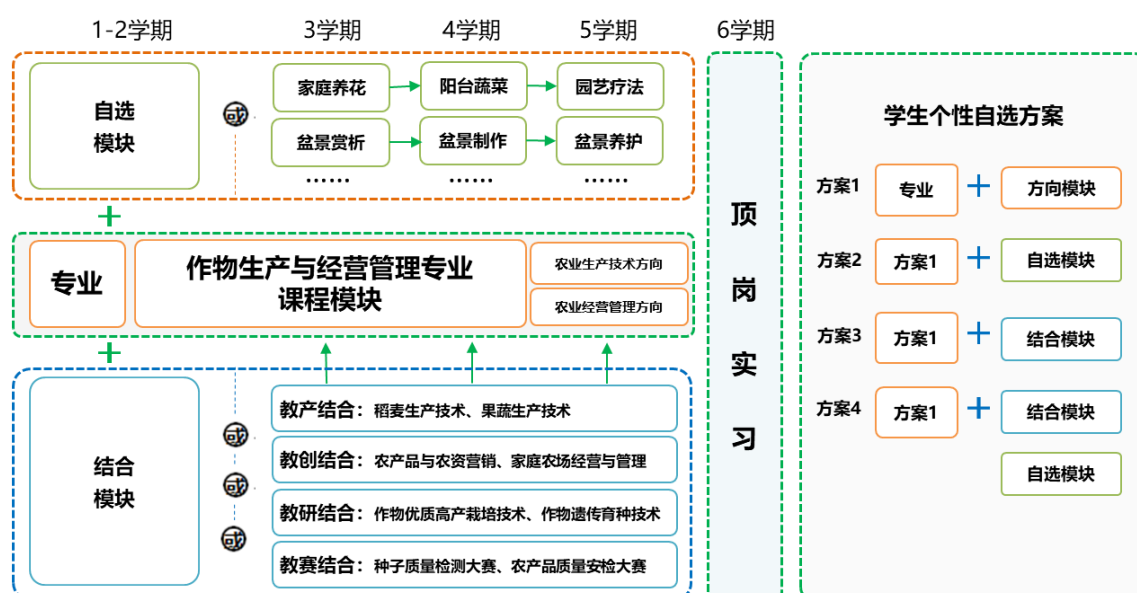 1-2学期 3学期 4学期 5学期 6学期
自选
模块
或
家庭养花 阳台蔬菜 园艺疗法
盆景赏析 盆景制作 盆景养护
…… …… ……
+
专业
作物生产与经营管理专业
课程模块
农业生产技术方向
农业经营管理方向
+
结合
模块
或
或
或
教产结合：稻麦生产技术、果蔬生产技术
教创结合：农产品与农资营销、家庭农场经营与管理
教研结合：作物优质高产栽培技术、作物遗传育种技术
教赛结合：种子质量检测大赛、农产品质量安检大赛
顶
岗
实
习
学生个性自选方案
方案1 专业 + 方向模块
方案2 方案1 + 自选模块
方案3 方案1 + 结合模块
方案4 方案1 + 结合模块
自选模块